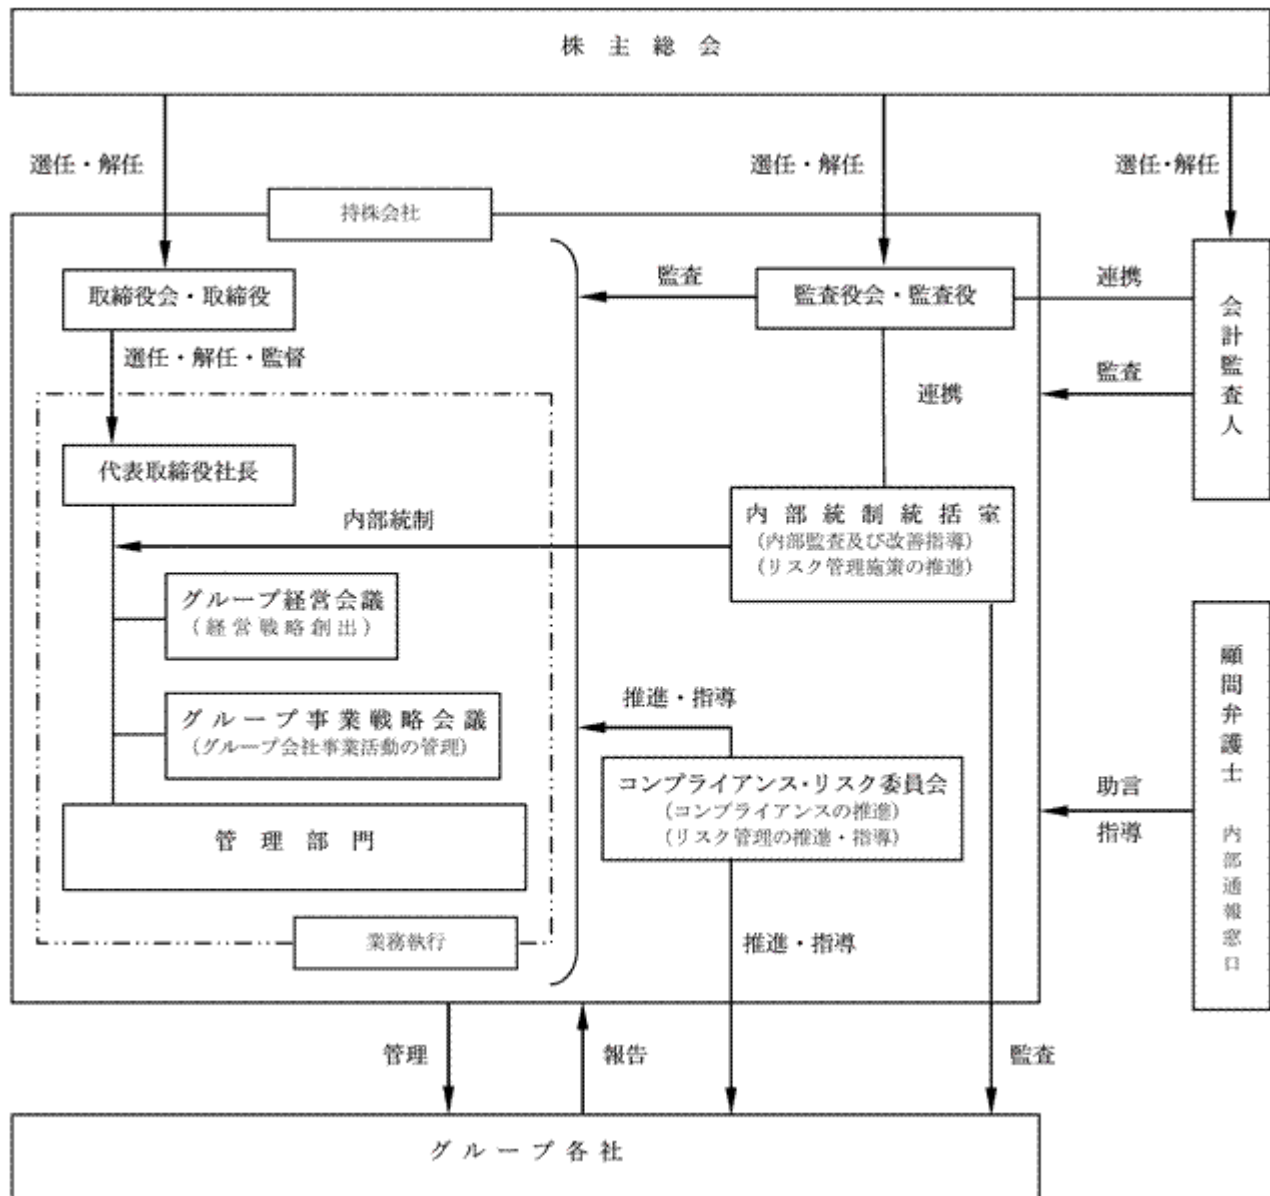 株主総会
選任・解任
選任・解任
選任・解任
持株会社
取締役会・取締役
監査
監査役会・監査役
連携
会計監査人
選任・解任・監督
監査
連携
代表取締役社長
内部統制
内部統制統括室
(内部監査及び改善指導)
(リスク管理施策の推進)
グループ経営会議
(経営戦略創出)
推進・指導
グループ事業戦略会議
(グループ会社事業活動の管理)
コンプライアンス・リスク委員会
(コンプライアンスの推進)
(リスク管理の推進・指導)
顧問弁護士 内部通報窓口
助言
指導
管理部門
業務執行
推進・指導
管理
報告
監査
グループ各社